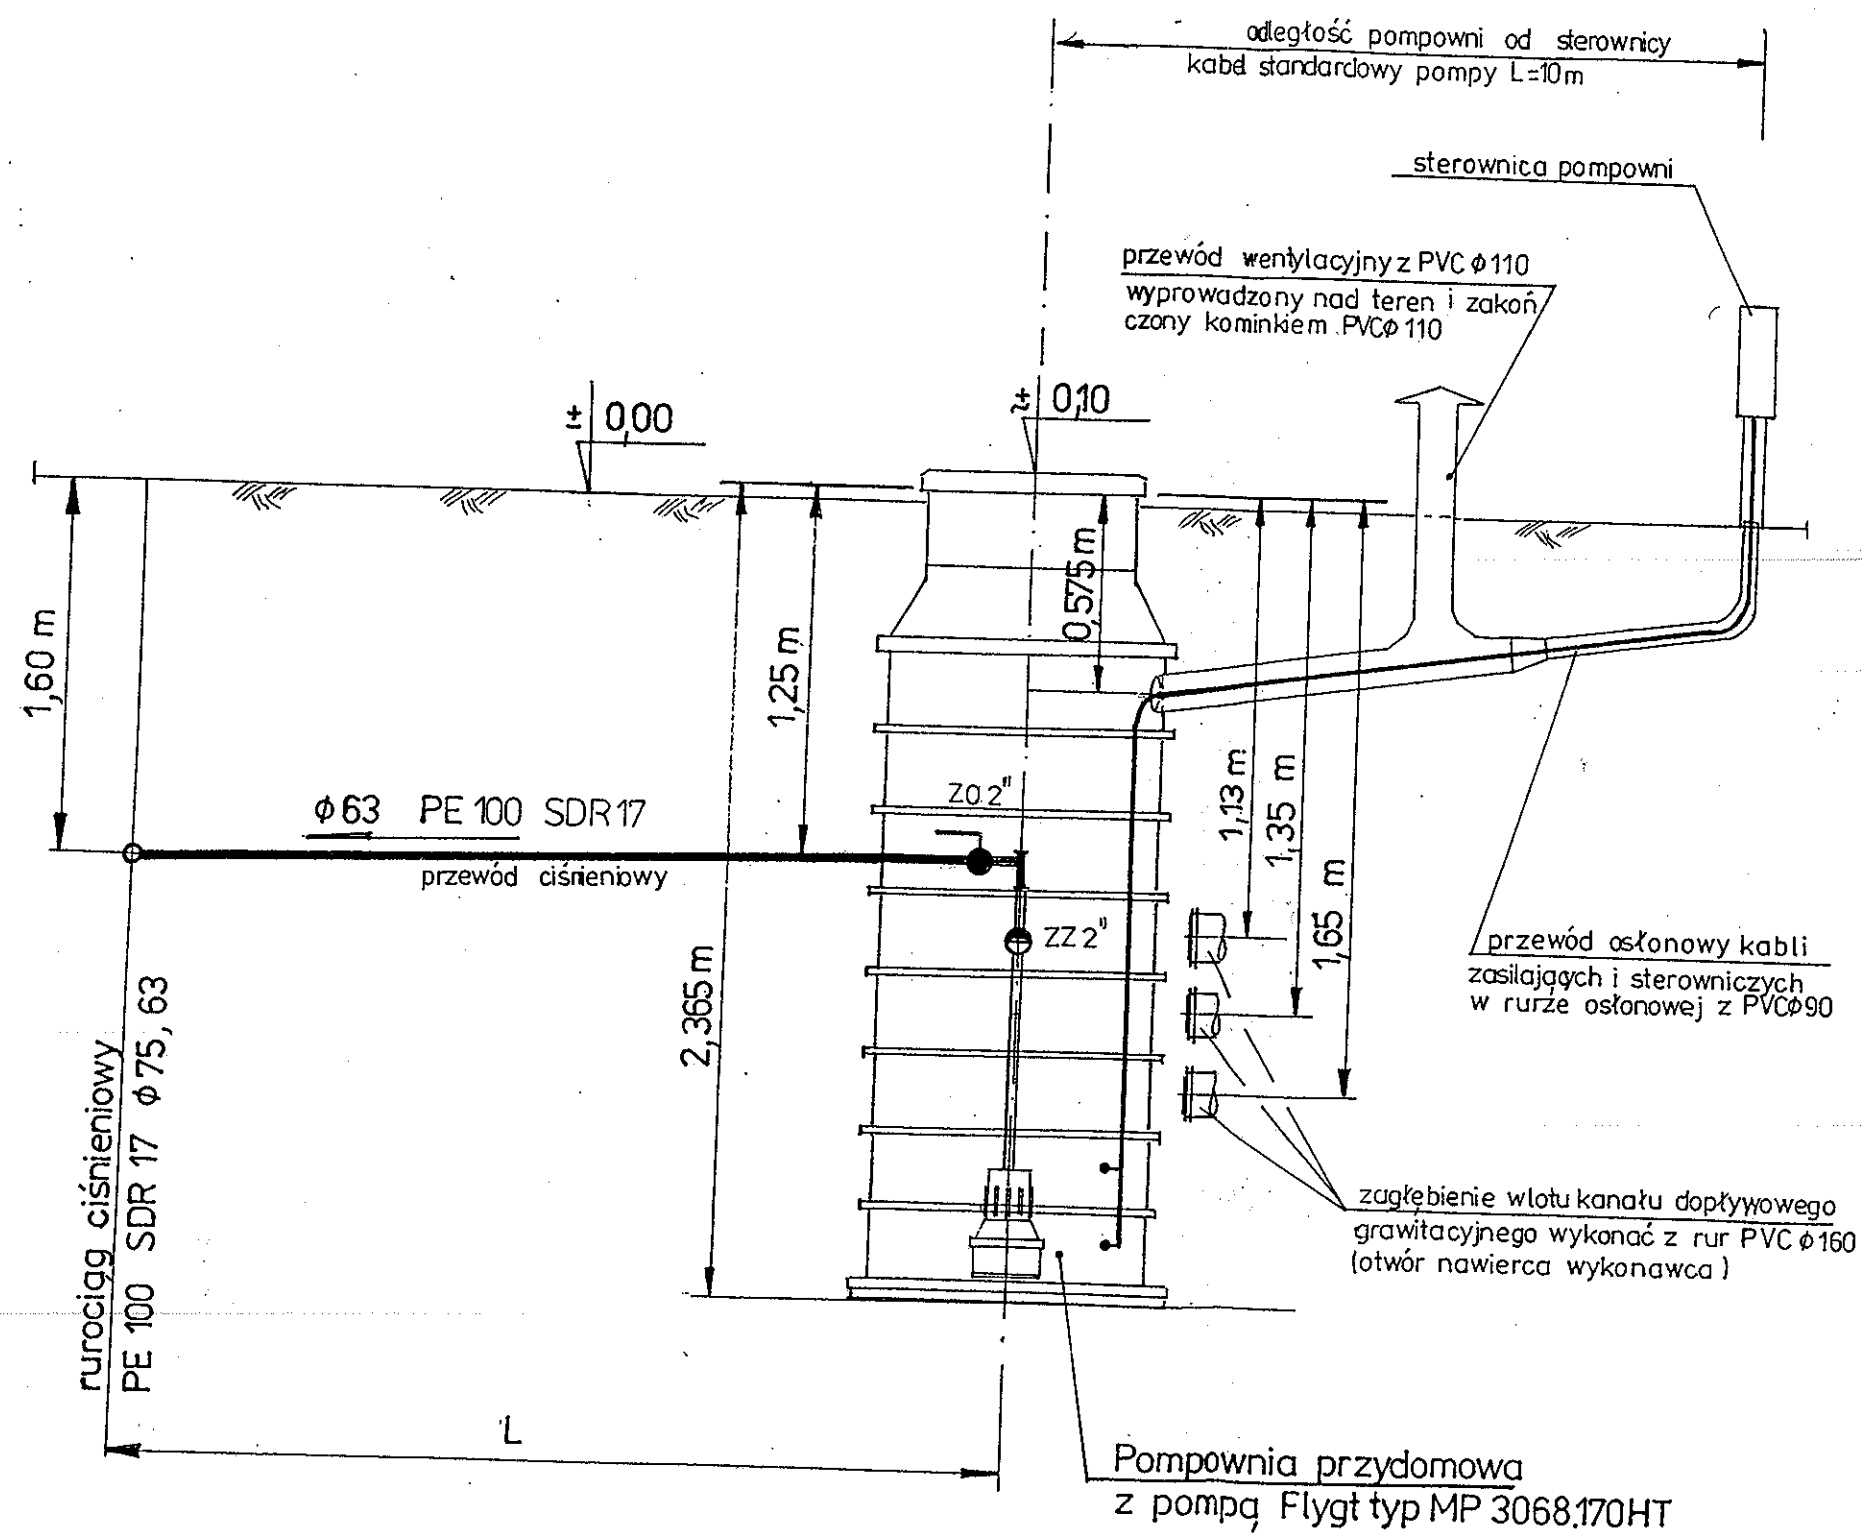 odległość pompowni od sterownicy
kabel standardowy pompy L=10m
sterownica pompowni
przewód wentylacyjny z PVC ϕ110
wyprowadzony nad teren i zakoń
czony kominkiem PVCϕ110
± 0,00
≈+ 0,10
0,575 m
1,60 m
1,25 m
1,13 m
1,35 m
1,65 m
2,365 m
ZO 2"
ϕ63 PE 100 SDR 17
przewód ciśnieniowy
ZZ 2"
przewód osłonowy kabli
zasilających i sterowniczych
w rurze osłonowej z PVCϕ90
rurociąg ciśnieniowy
PE 100 SDR 17 ϕ75, 63
zagłębienie wlotu kanału dopływowego
grawitacyjnego wykonać z rur PVC ϕ160
(otwór nawierca wykonawca)
L
Pompownia przydomowa
z pompą Flygt typ MP 3068.170HT